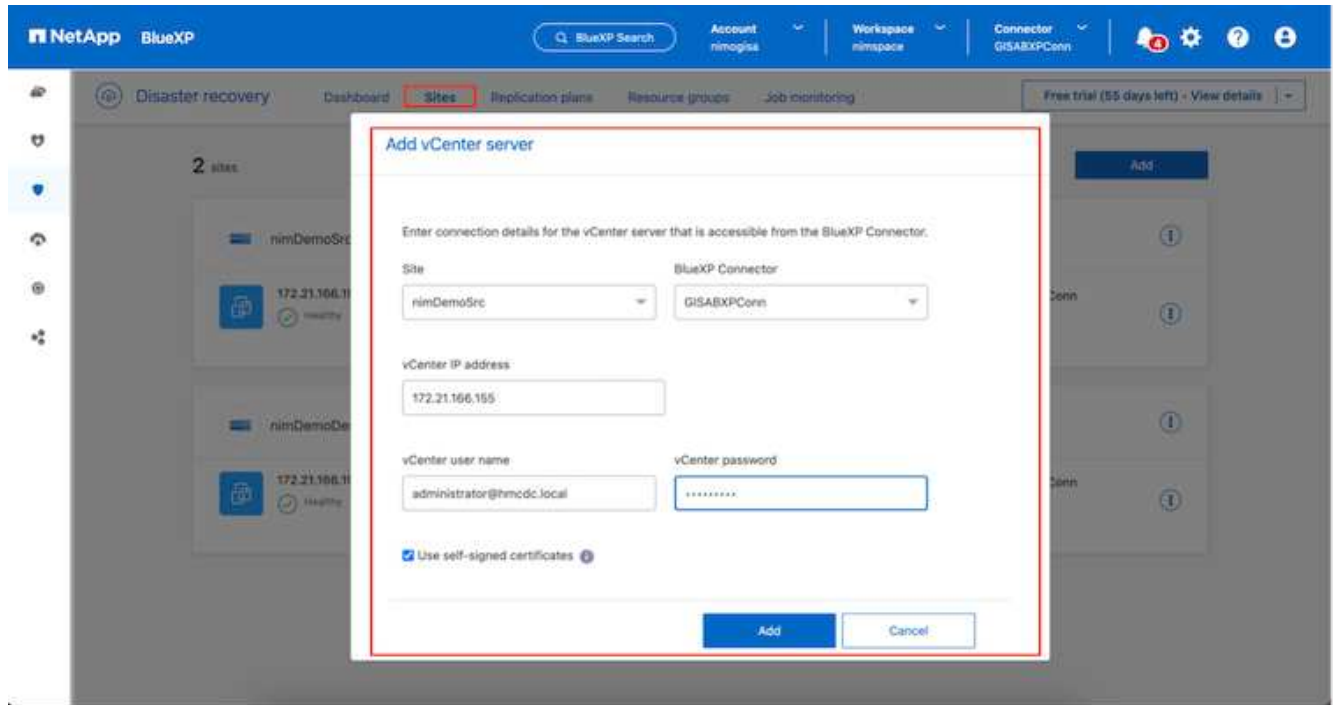 NetApp BlueXP
BlueXP Search
Account
nimogisa
Workspace
nimspace
Connector
GISABXPConn
4
Disaster recovery
Dashboard
Sites
Replication plans
Resource groups
Job monitoring
Free trial (55 days left) - View details
2 sites
Add
nimDemoSrc
172.21.166.1
Healthy
Conn
nimDemoDe
172.21.166.1
Healthy
Conn
Add vCenter server
Enter connection details for the vCenter server that is accessible from the BlueXP Connector.
Site
BlueXP Connector
nimDemoSrc
GISABXPConn
vCenter IP address
172.21.166.155
vCenter user name
vCenter password
administrator@hmcdc.local
•••••••••
Use self-signed certificates
Add
Cancel